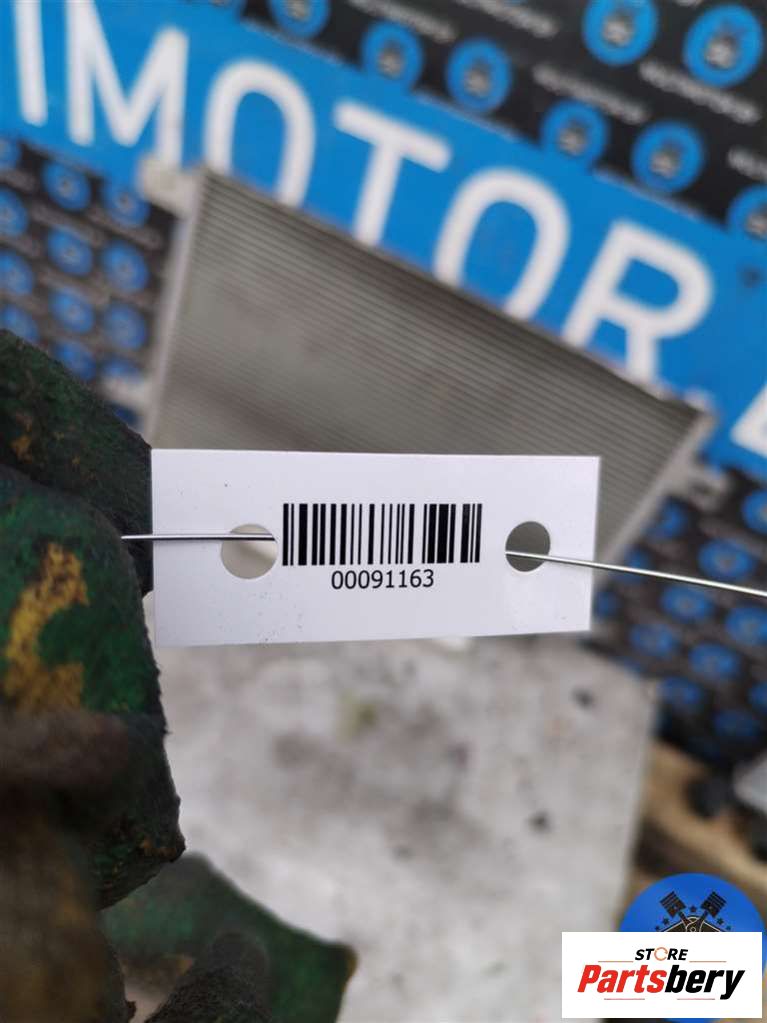 IMOTOR.
00091163
STORE
Partsbery